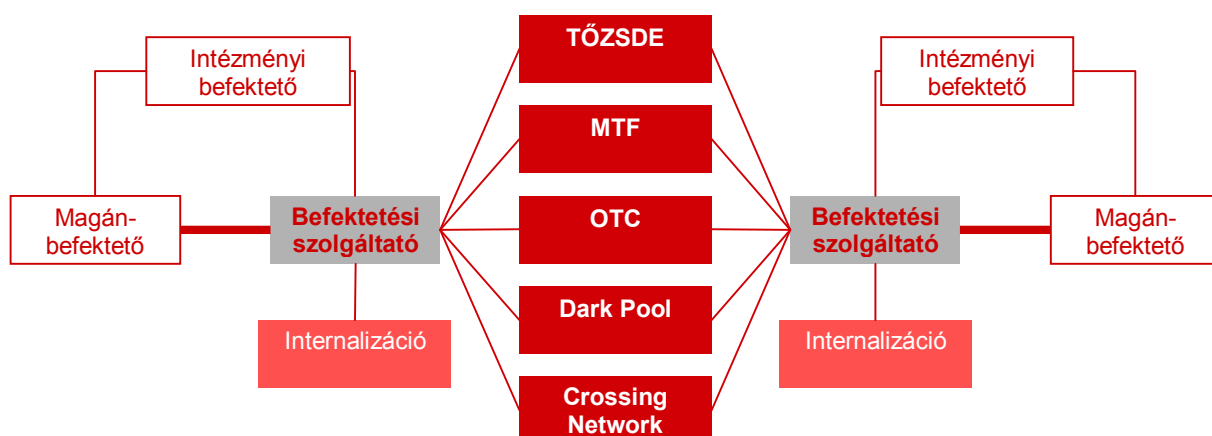 TŐZSDE
Intézményi
befektető
Intézményi
befektető
MTF
Magán-
befektető
Befektetési
szolgáltató
OTC
Befektetési
szolgáltató
Magán-
befektető
Dark Pool
Internalizáció
Internalizáció
Crossing
Network